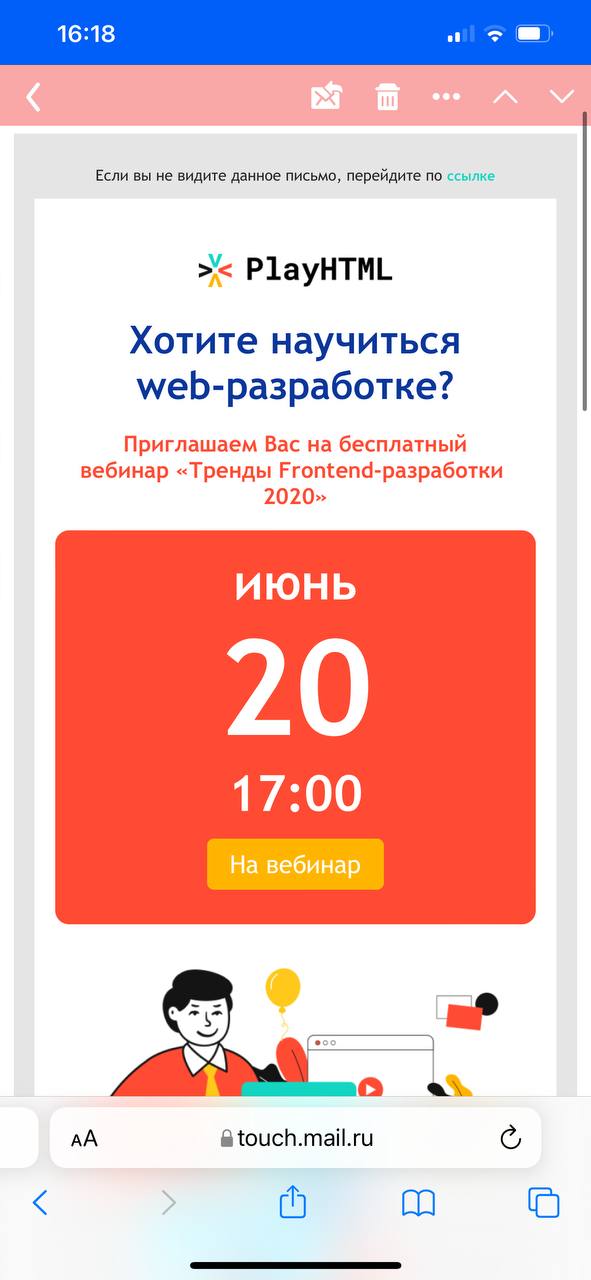 16:18
Если вы не видите данное письмо, перейдите по ссылке
PlayHTML
Хотите научиться
web-разработке?
Приглашаем Вас на бесплатный
вебинар «Тренды Frontend-разработки
2020»
ИЮНЬ
20
17:00
На вебинар
AA
touch.mail.ru